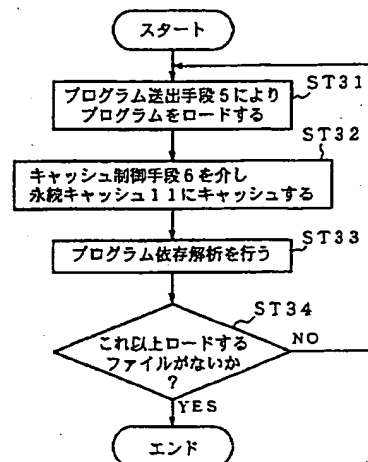 スタート
ST31
プログラム送出手段5により
プログラムをロードする
ST32
キャッシュ制御手段6を介し
永続キャッシュ11にキャッシュする
ST33
プログラム依存解析を行う
ST34
これ以上ロードする
ファイルがないか
?
NO
YES
エンド